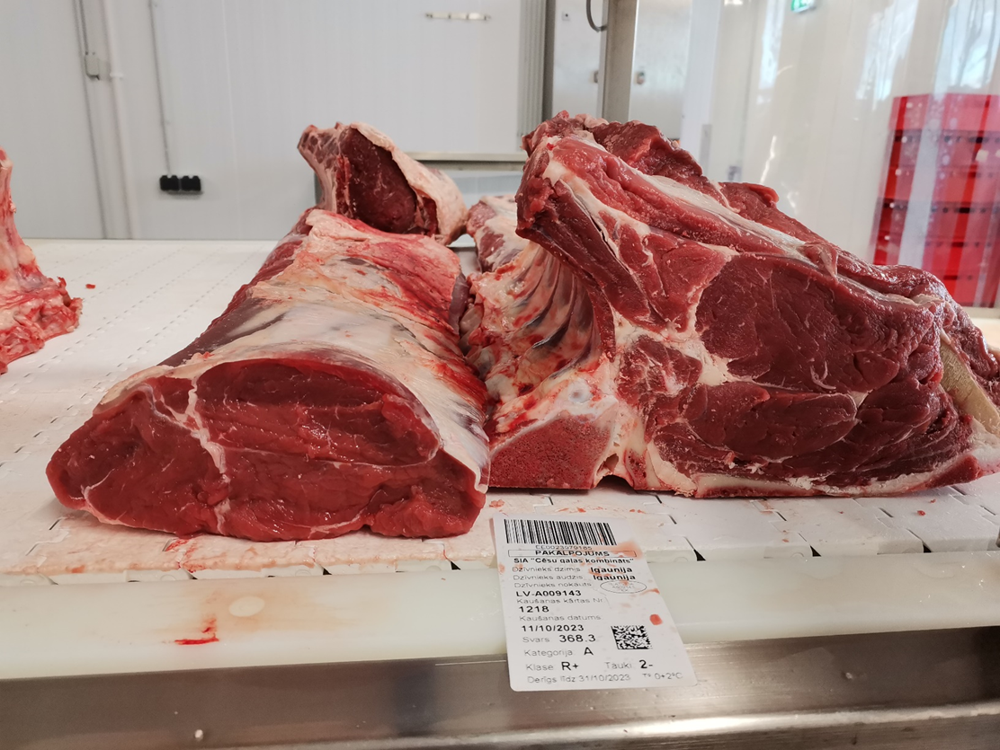 EE0023979185
PAKALPOJUMS
SIA "Cēsu gaļas kombināts"
Dzīvnieks dzimis Igaunija
Dzīvnieks audzis Igaunija
Dzīvnieks nokauts
LV-A009143
Kaušanas kārtas Nr.
1218
Kaušanas datums
11/10/2023
Svars 368.3
Kategorija A
Klase R+ Tauki 2-
Derīgs līdz 31/10/2023 T° 0+2°C